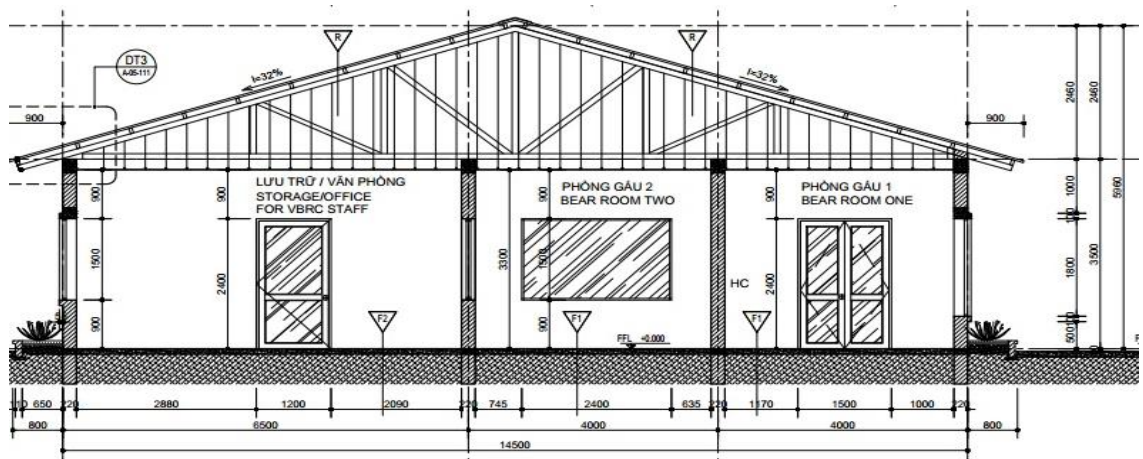 R
R
DT3
A-05-111
i=32%
i=32%
2460
2460
900
900
5960
LƯU TRỮ / VĂN PHÒNG
STORAGE/OFFICE
FOR VBRC STAFF
PHÒNG GẤU 2
BEAR ROOM TWO
PHÒNG GẤU 1
BEAR ROOM ONE
900
900
900
900
1000
1500
2400
3300
1500
HC
2400
1800
3500
900
F2
F1
900
F1
FFL +0.000
500
650
220
2880
1200
2090
220
745
2400
635
220
1170
1500
1000
220
800
6500
4000
4000
800
14500